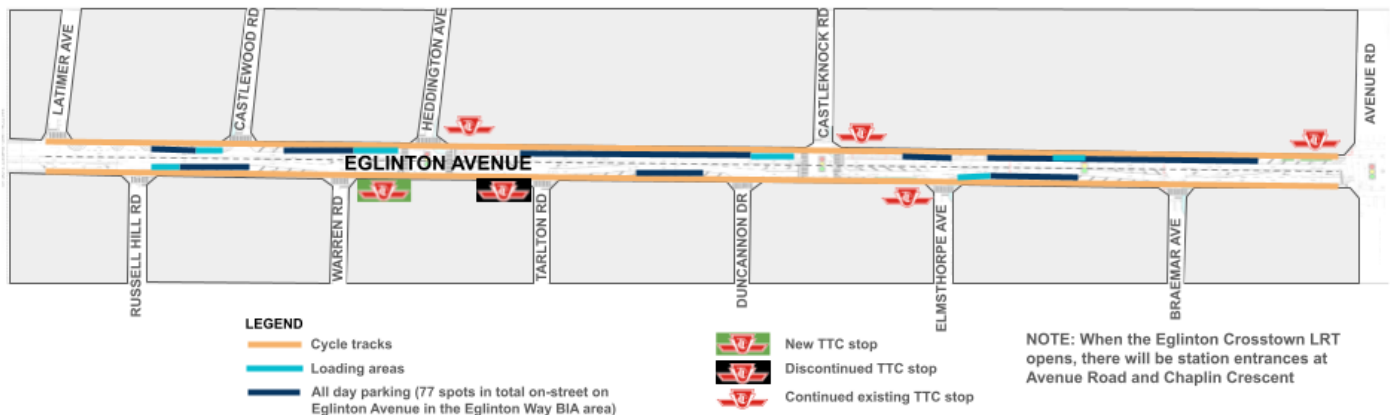 LATIMER AVE
CASTLEWOOD RD
HEDDINGTON AVE
CASTLEKNOCK RD
AVENUE RD
EGLINTON AVENUE
RUSSELL HILL RD
WARREN RD
TARLTON RD
DUNCANNON DR
ELMSTHORPE AVE
BRAEMAR AVE
LEGEND
Cycle tracks
Loading areas
All day parking (77 spots in total on-street on
Eglinton Avenue in the Eglinton Way BIA area)
New TTC stop
Discontinued TTC stop
Continued existing TTC stop
NOTE: When the Eglinton Crosstown LRT
opens, there will be station entrances at
Avenue Road and Chaplin Crescent